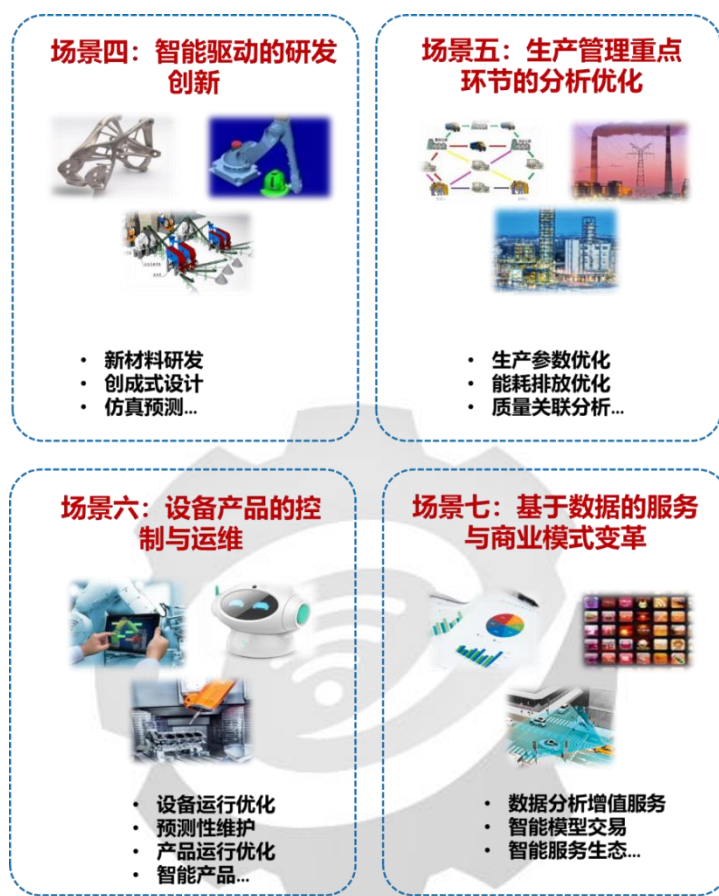 场景四：智能驱动的研发
创新
• 新材料研发
• 创成式设计
• 仿真预测...
场景五：生产管理重点
环节的分析优化
• 生产参数优化
• 能耗排放优化
• 质量关联分析...
场景六：设备产品的控
制与运维
• 设备运行优化
• 预测性维护
• 产品运行优化
• 智能产品...
场景七：基于数据的服务
与商业模式变革
• 数据分析增值服务
• 智能模型交易
• 智能服务生态...